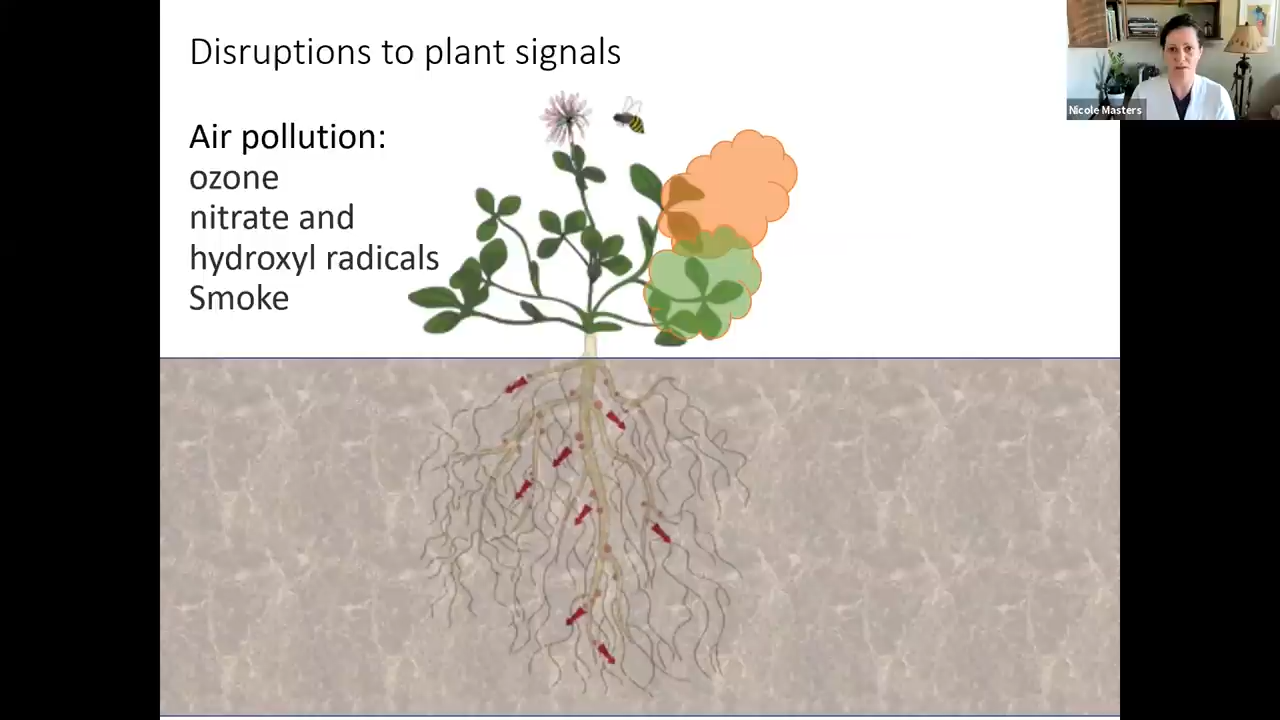 Disruptions to plant signals
Air pollution:
ozone
nitrate and
hydroxyl radicals
Smoke
Nicole Masters